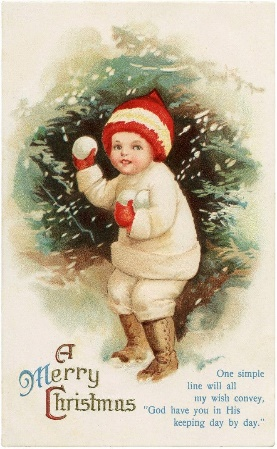 A
Merry
Christmas
One simple
line will all
my wish convey,
"God have you in His
keeping day by day."